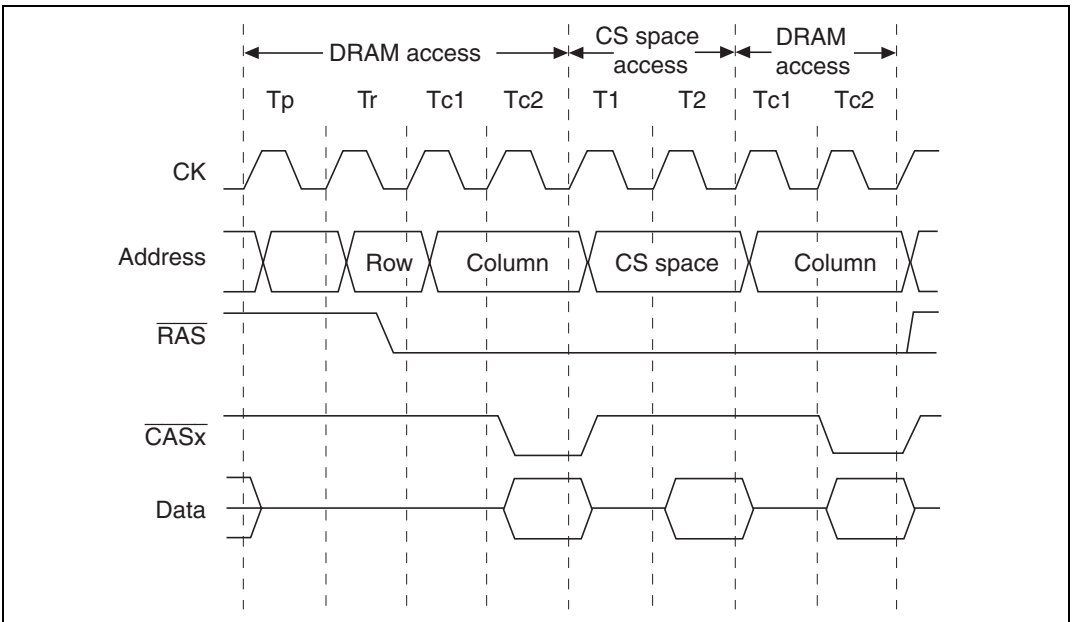 DRAM access CS space access DRAM access
Tp Tr Tc1 Tc2 T1 T2 Tc1 Tc2
CK
Address Row Column CS space Column
RAS
CASx
Data